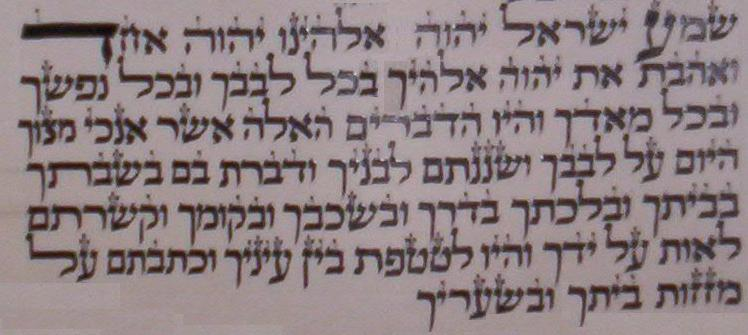 שמע ישראל יהוה אלהינו יהוה אחד
ואהבת את יהוה אלהיך בכל לבבך ובכל נפשך
ובכל מאדך והיו הדברים האלה אשר אנכי מצוך
היום על לבבך ושננתם לבניך ודברת בם בשבתך
בביתך ובלכתך בדרך ובשכבך ובקומך וקשרתם
לאות על ידך והיו לטטפת בין עיניך וכתבתם על
מזזות ביתך ובשעריך